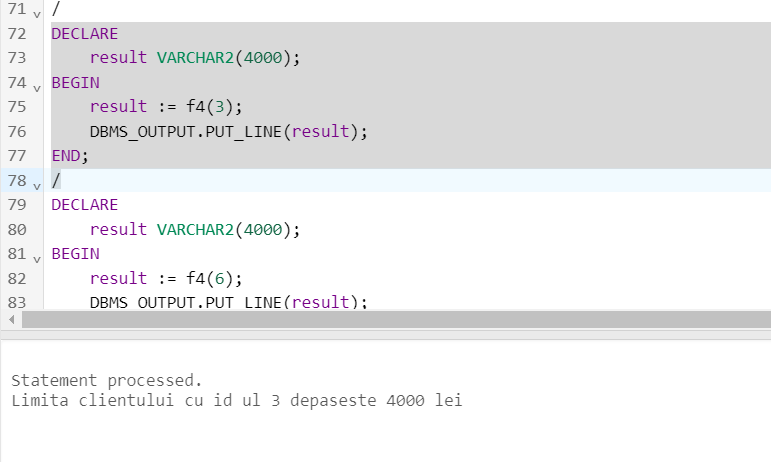 71 /
72 DECLARE
73 result VARCHAR2(4000);
74 BEGIN
75 result := f4(3);
76 DBMS_OUTPUT.PUT_LINE(result);
77 END;
78 /
79 DECLARE
80 result VARCHAR2(4000);
81 BEGIN
82 result := f4(6);
83 DBMS_OUTPUT.PUT_LINE(result);
Statement processed.
Limita clientului cu id ul 3 depaseste 4000 lei